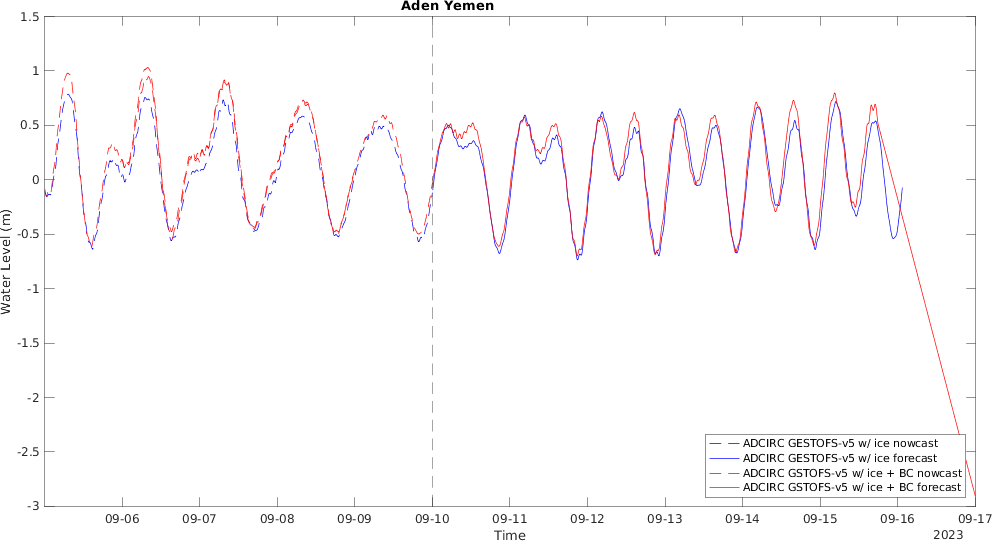 Aden Yemen
Water Level (m)
1.5
1
0.5
0
-0.5
-1
-1.5
-2
-2.5
-3
ADCIRC GESTOFS-v5 w/ ice nowcast
ADCIRC GESTOFS-v5 w/ ice forecast
ADCIRC GSTOFS-v5 w/ ice + BC nowcast
ADCIRC GSTOFS-v5 w/ ice + BC forecast
09-06 09-07 09-08 09-09 09-10 09-11 09-12 09-13 09-14 09-15 09-16 09-17
Time
2023